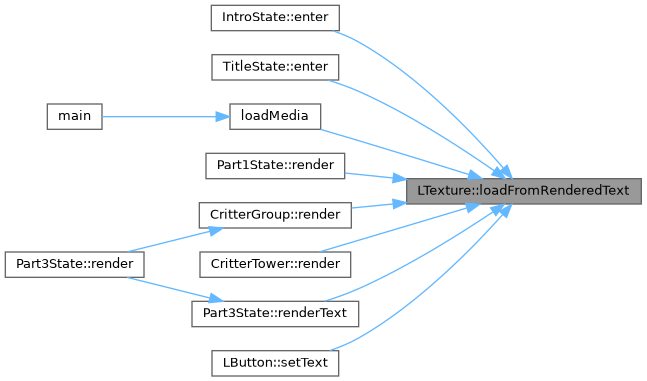 IntroState::enter
TitleState::enter
main
loadMedia
Part1State::render
LTexture::loadFromRenderedText
CritterGroup::render
Part3State::render
CritterTower::render
Part3State::renderText
LButton::setText